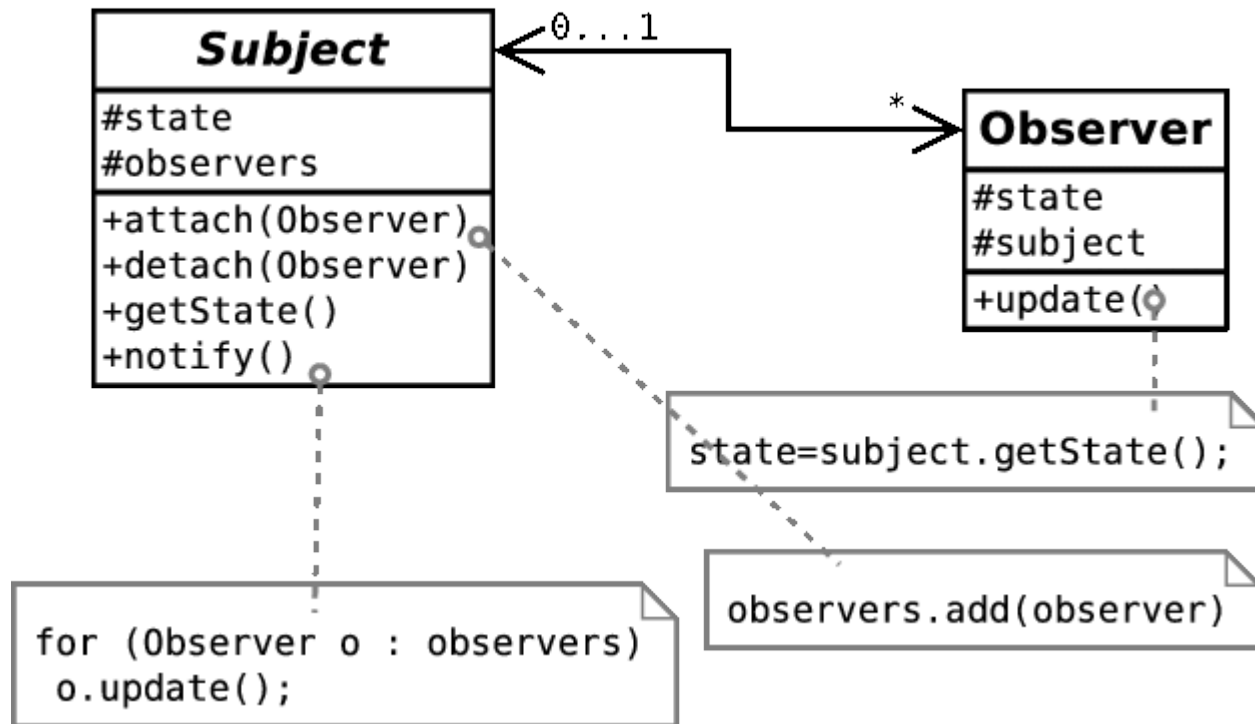 Subject
#state
#observers
+attach(Observer)
+detach(Observer)
+getState()
+notify()
0...1
*
Observer
#state
#subject
+update()
state=subject.getState();
observers.add(observer)
for (Observer o : observers)
o.update();